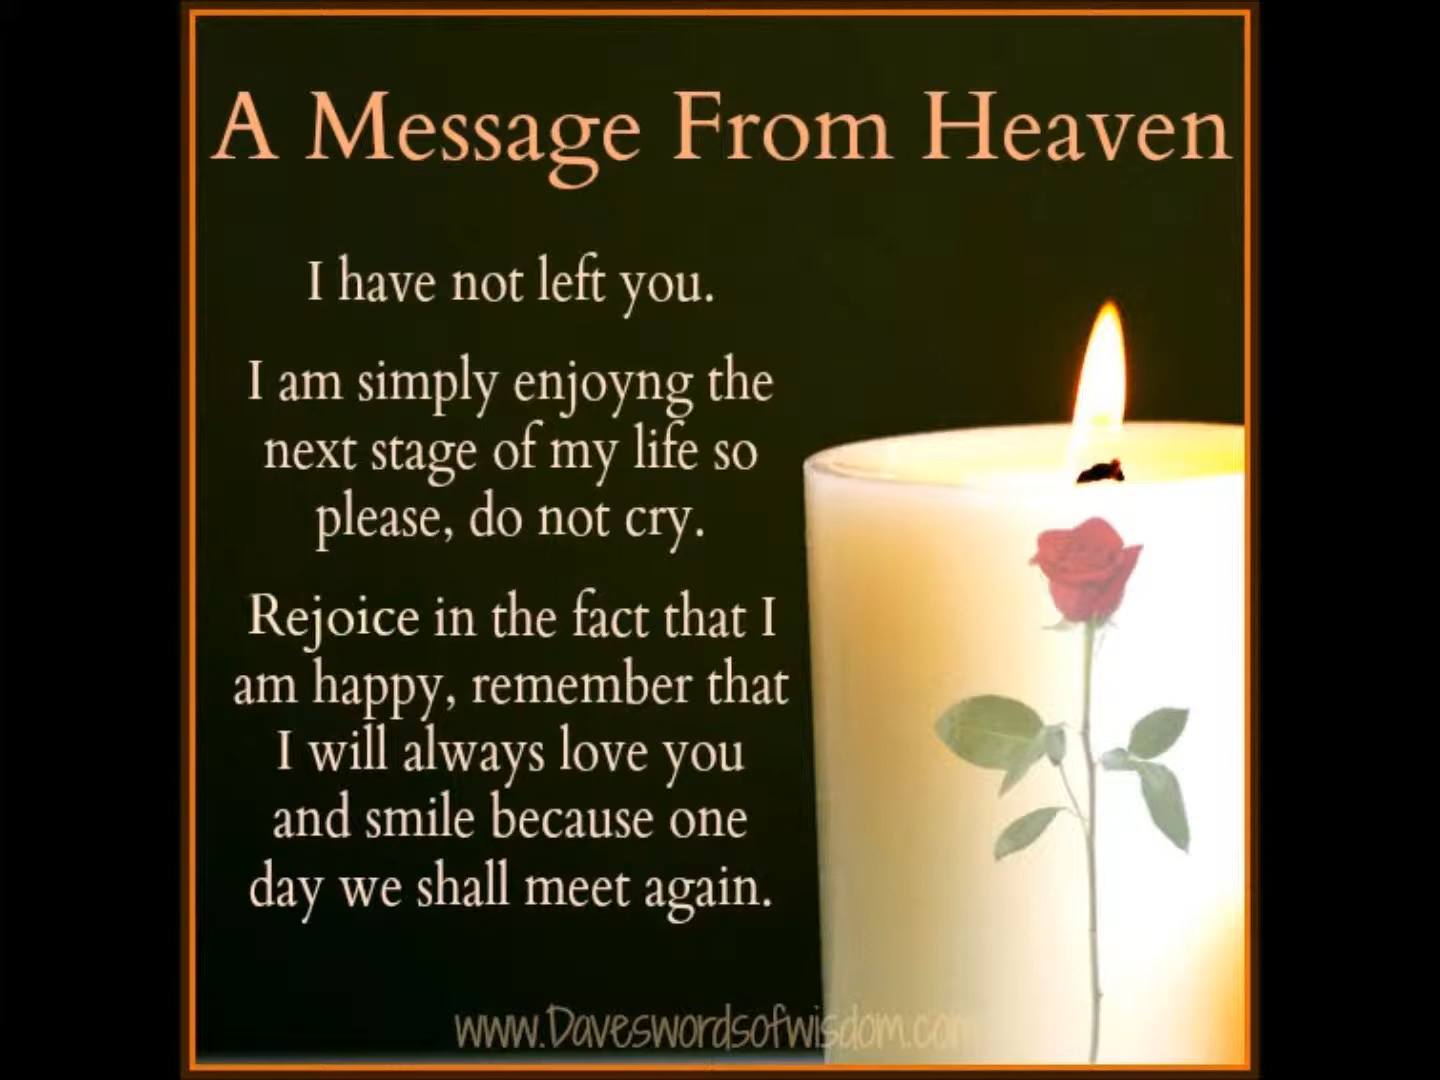 A Message From Heaven
I have not left you.
I am simply enjoyng the
next stage of my life so
please, do not cry.
Rejoice in the fact that I
am happy, remember that
I will always love you
and smile because one
day we shall meet again.
www.Daveswordsofwisdom.com